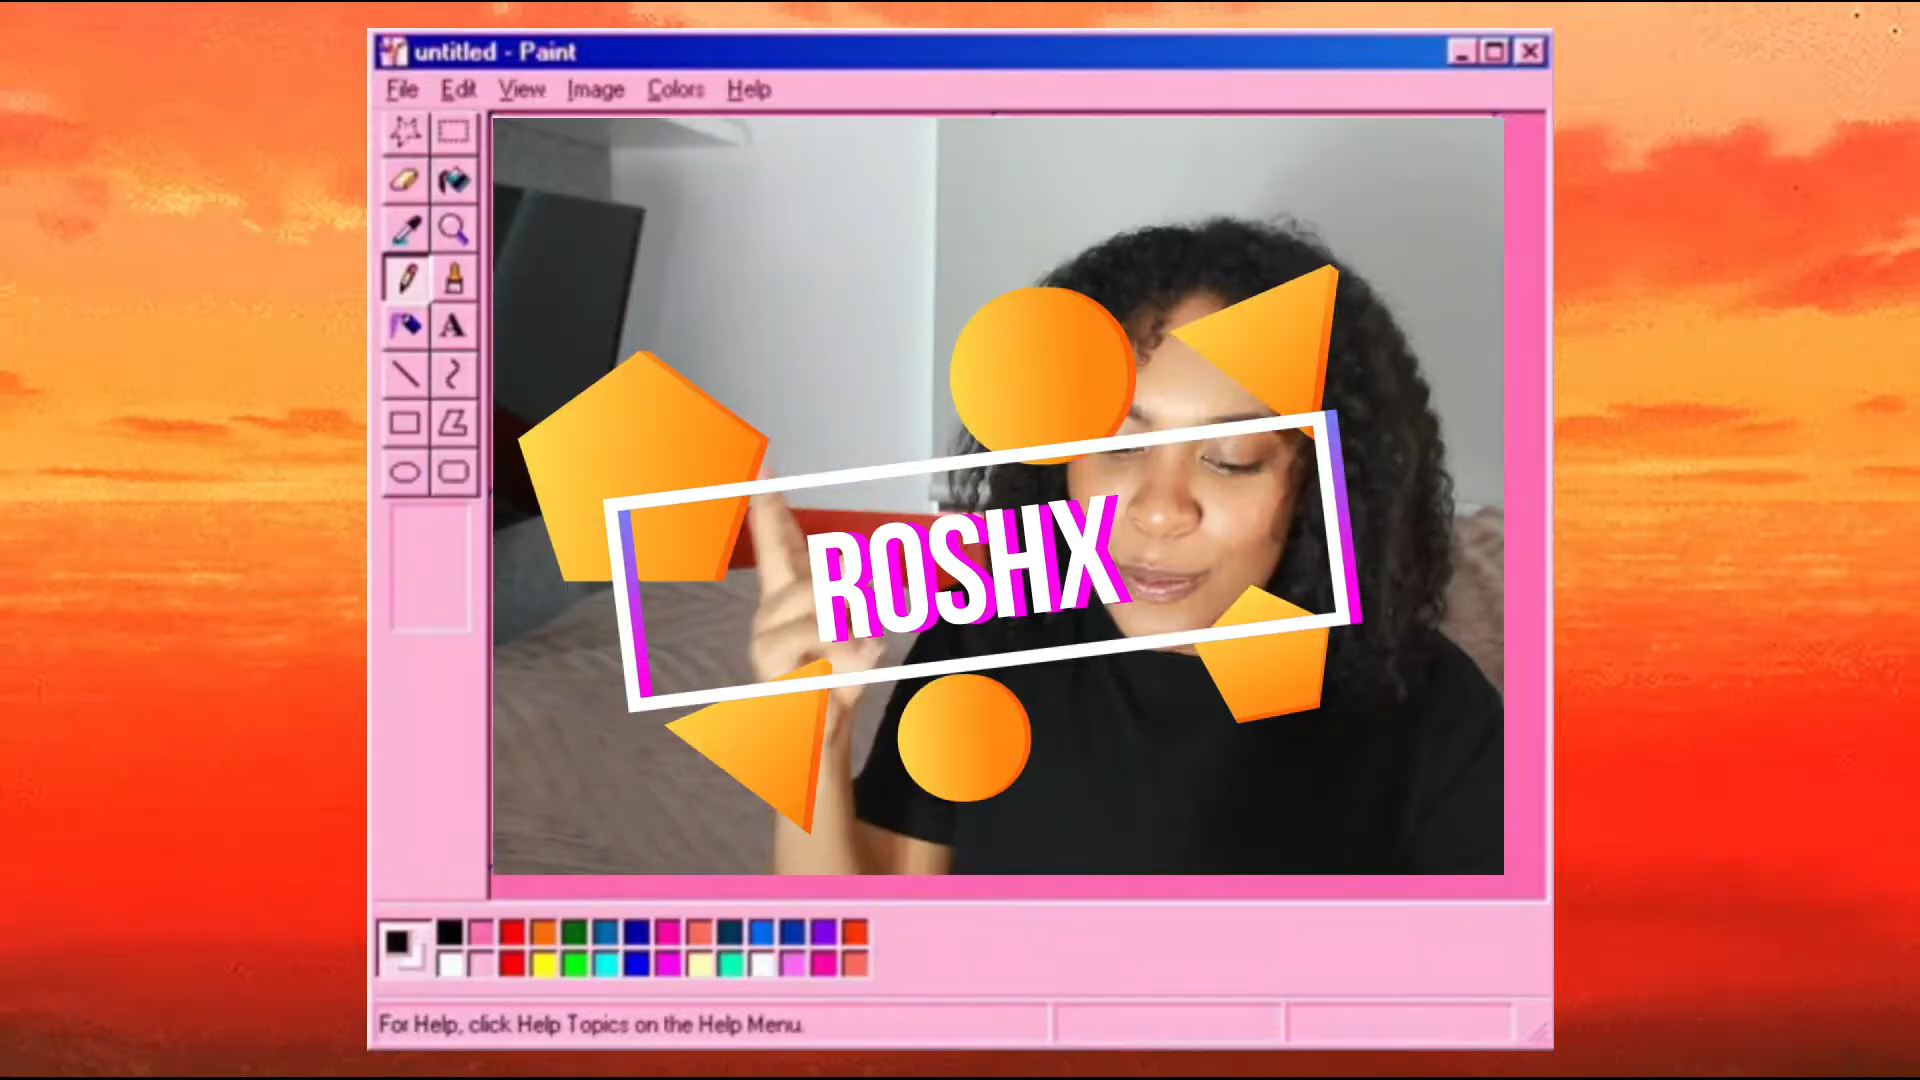 untitled - Paint
File Edit View Image Colors Help
A
ROSHX
For Help, click Help Topics on the Help Menu.